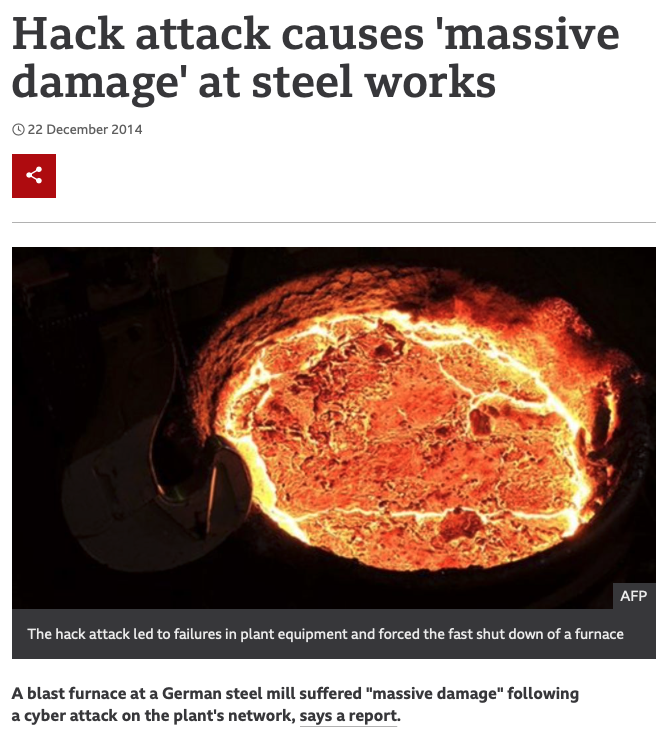 Hack attack causes 'massive
damage' at steel works
22 December 2014
AFP
The hack attack led to failures in plant equipment and forced the fast shut down of a furnace
A blast furnace at a German steel mill suffered "massive damage" following
a cyber attack on the plant's network, says a report.